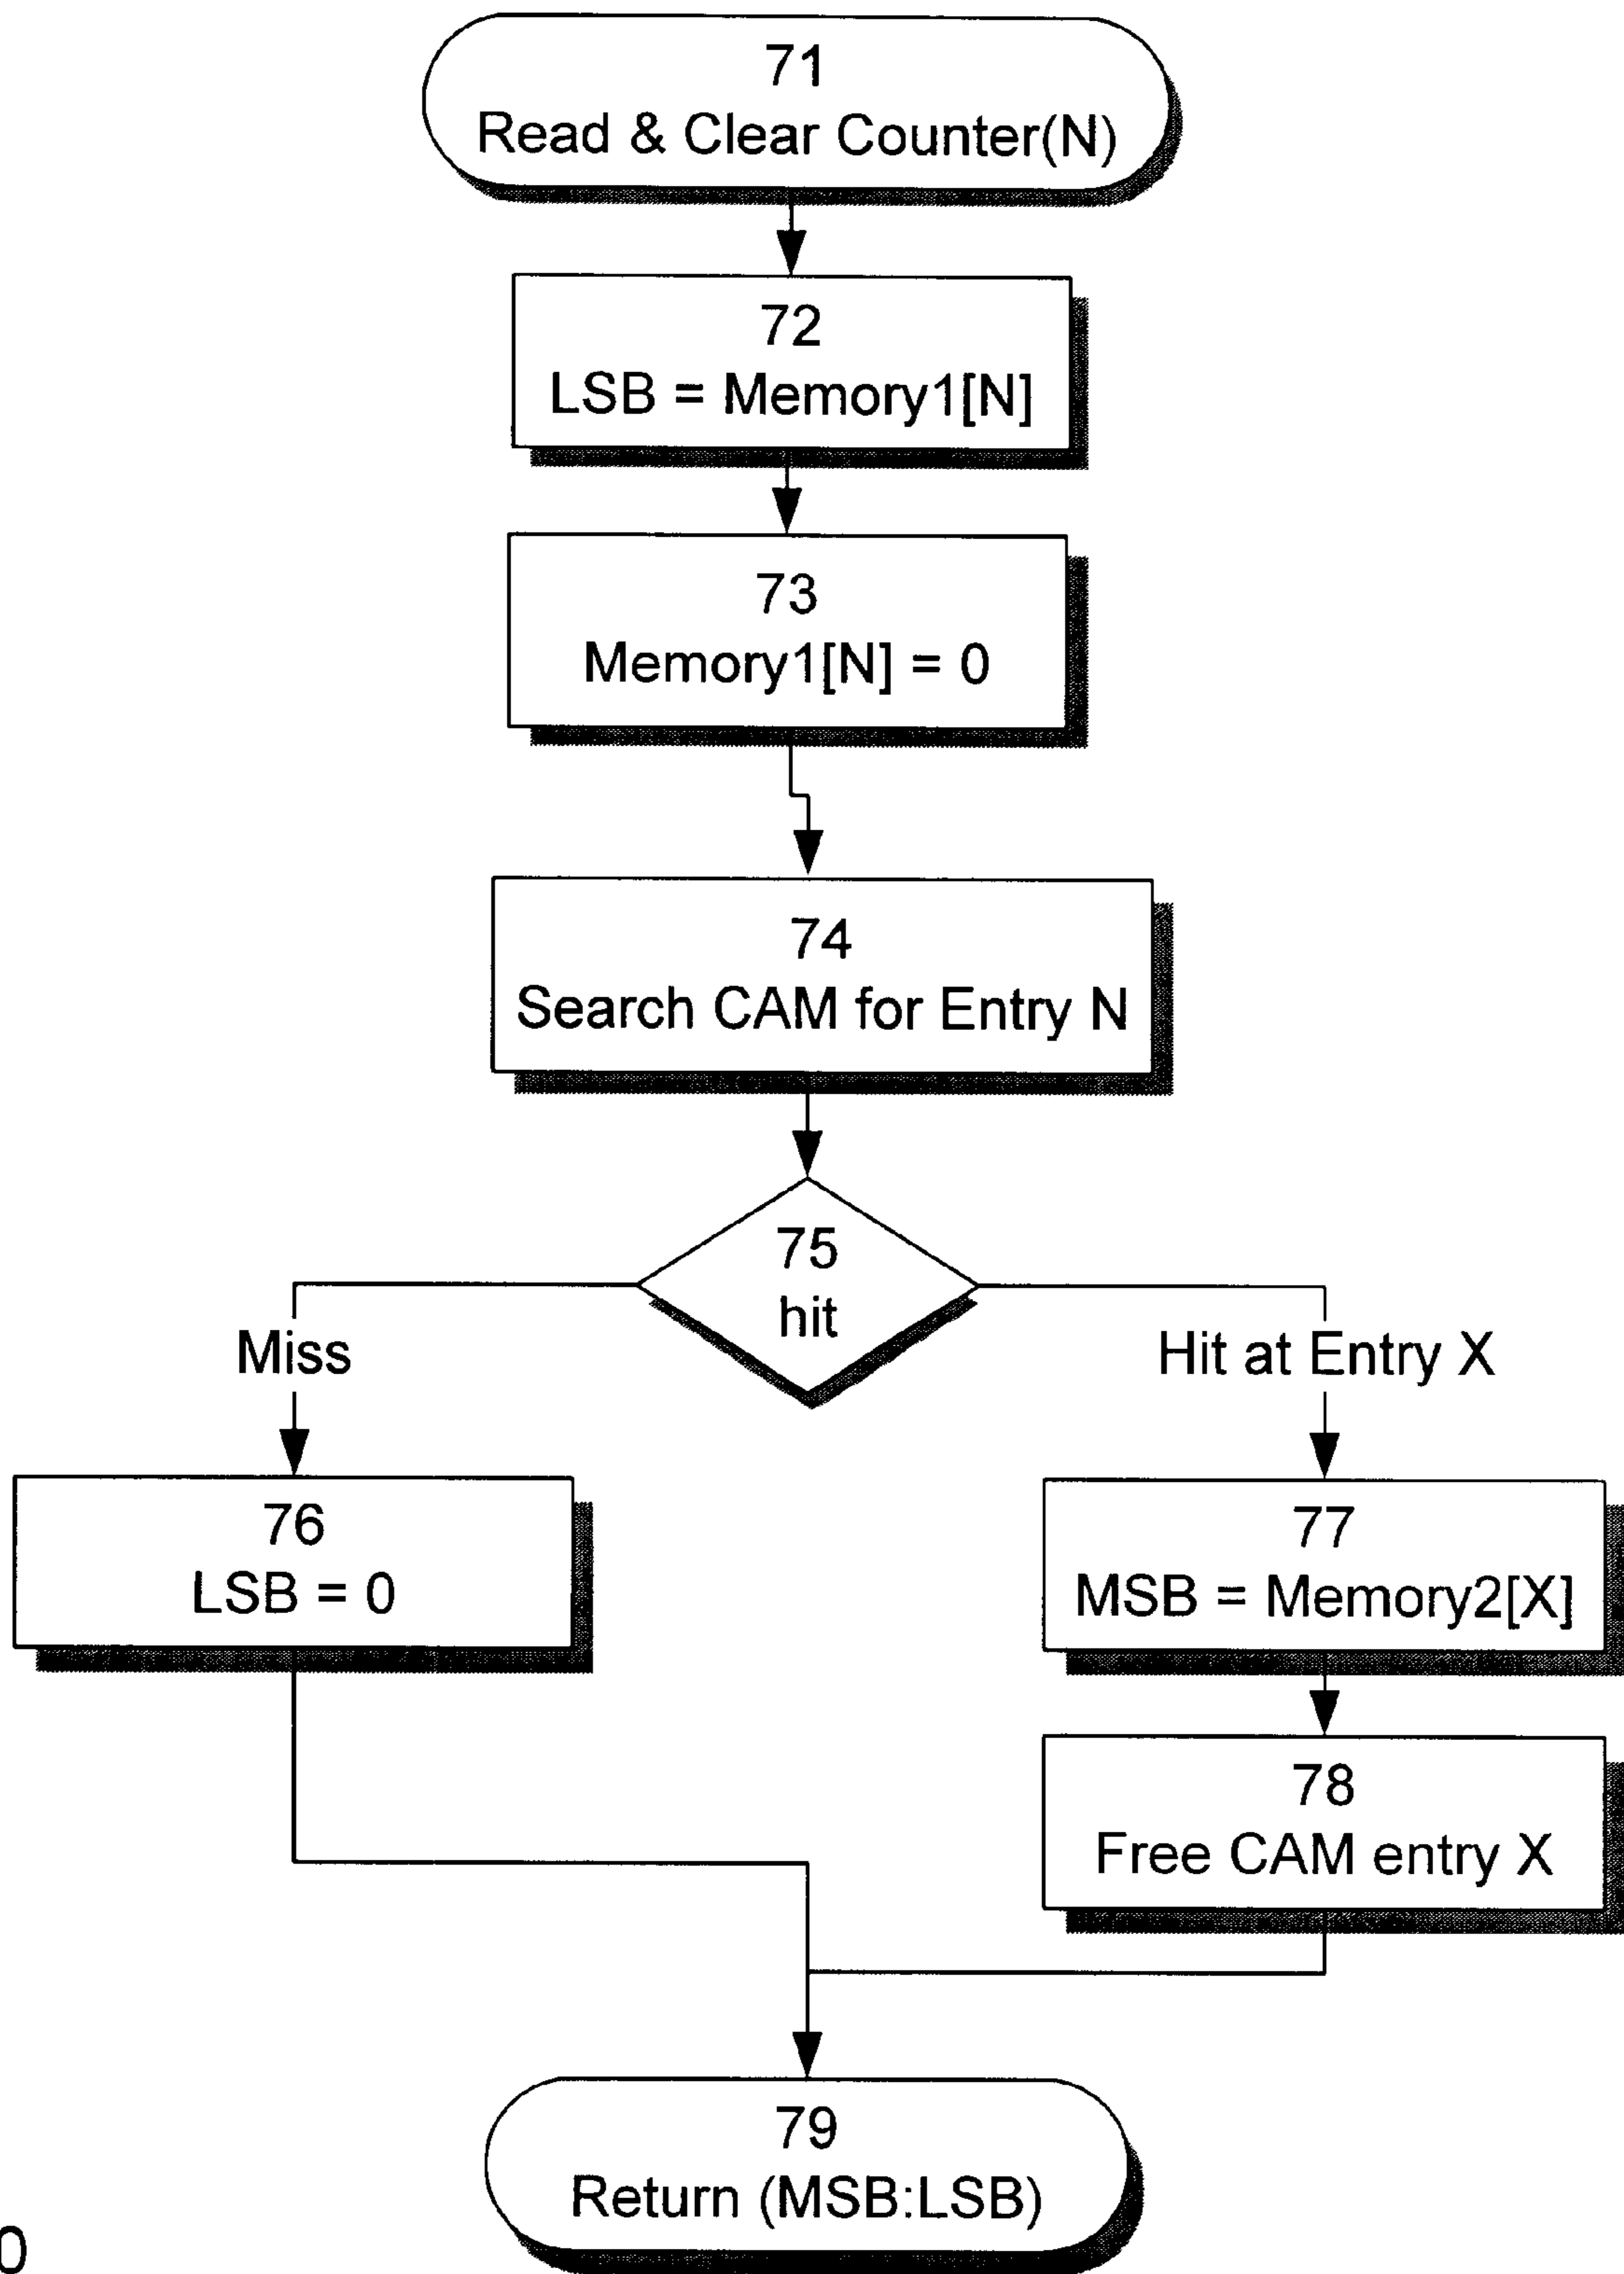 71
Read & Clear Counter(N)
72
LSB = Memory1[N]
73
Memory1[N] = 0
74
Search CAM for Entry N
75
hit
Miss
Hit at Entry X
76
LSB = 0
77
MSB = Memory2[X]
78
Free CAM entry X
79
Return (MSB:LSB)